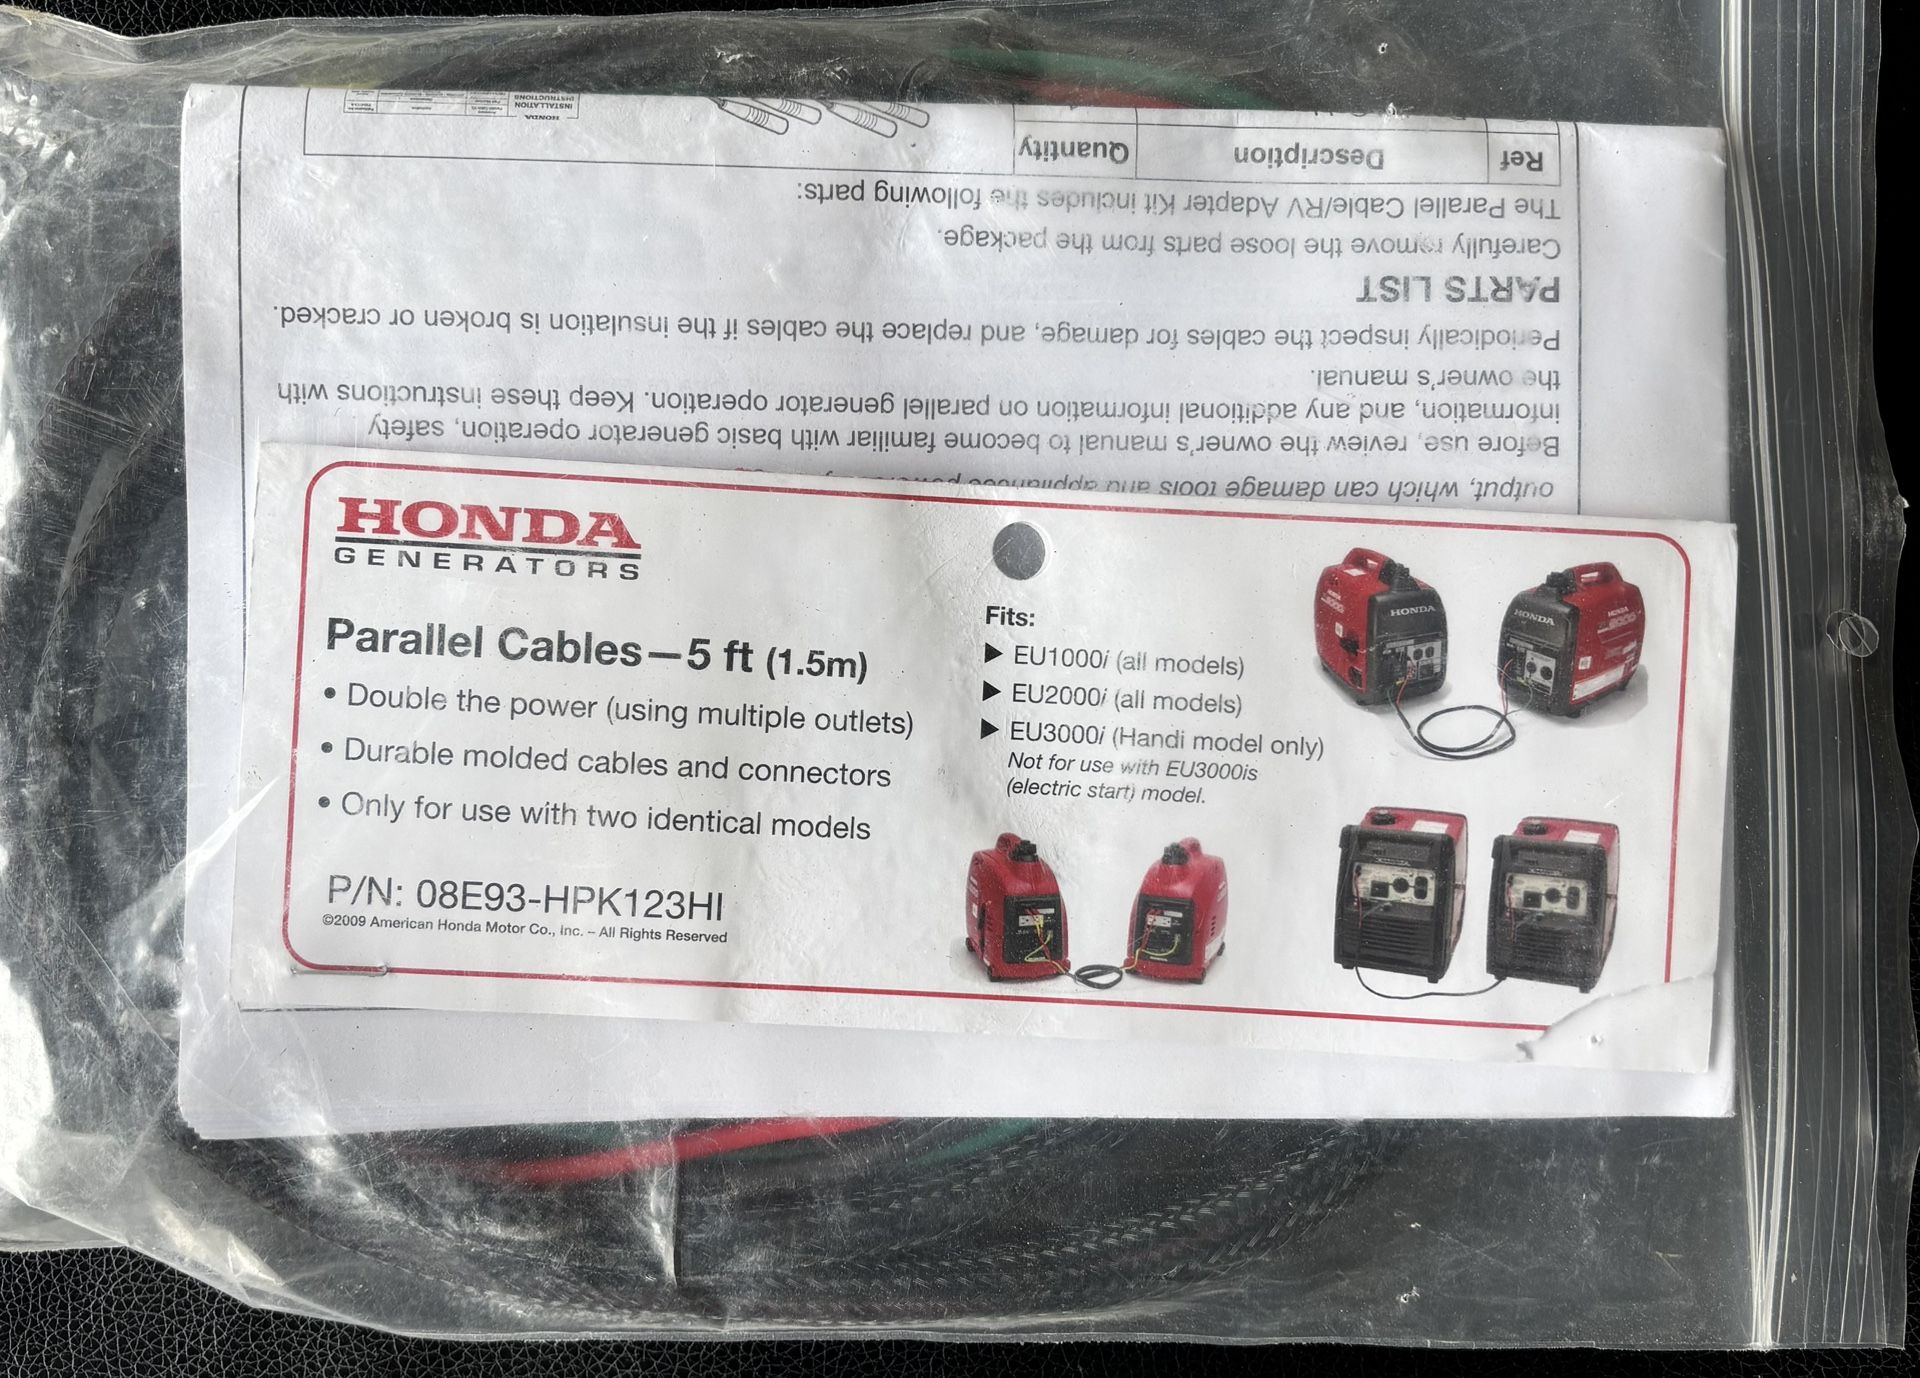 HONDA
GENERATORS
Parallel Cables—5 ft (1.5m)
• Double the power (using multiple outlets)
• Durable molded cables and connectors
• Only for use with two identical models
P/N: 08E93-HPK123HI
©2009 American Honda Motor Co., Inc. – All Rights Reserved
Fits:
▶ EU1000i (all models)
▶ EU2000i (all models)
▶ EU3000i (Handi model only)
Not for use with EU3000is
(electric start) model.
HONDA
HONDA
output, which can damage tools and appliances
Before use, review the owner's manual to become familiar with basic generator operation, safety
information, and any additional information on parallel generator operation. Keep these instructions with
the owner's manual.
Periodically inspect the cables for damage, and replace the cables if the insulation is broken or cracked.
PARTS LIST
Carefully remove the loose parts from the package.
The Parallel Cable/RV Adapter Kit includes the following parts:
Ref Description Quantity
HONDA
INSTALLATION
INSTRUCTIONS